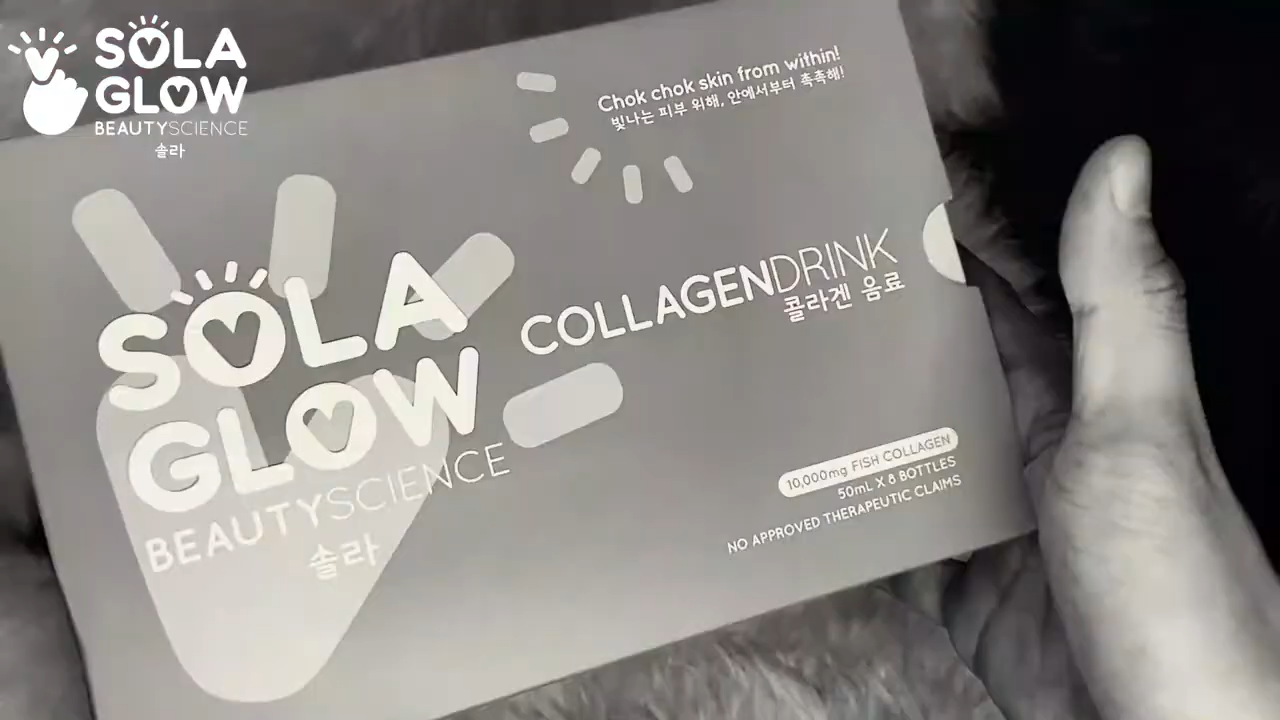 SOLA
GLOW
BEAUTYSCIENCE
솔라
Chok chok skin from within!
빛나는 피부 위해, 안에서부터 촉촉해!
SOLA
GLOW
BEAUTYSCIENCE
솔라
COLLAGENDRINK
콜라겐 음료
10,000mg FISH COLLAGEN
50mL X 8 BOTTLES
NO APPROVED THERAPEUTIC CLAIMS